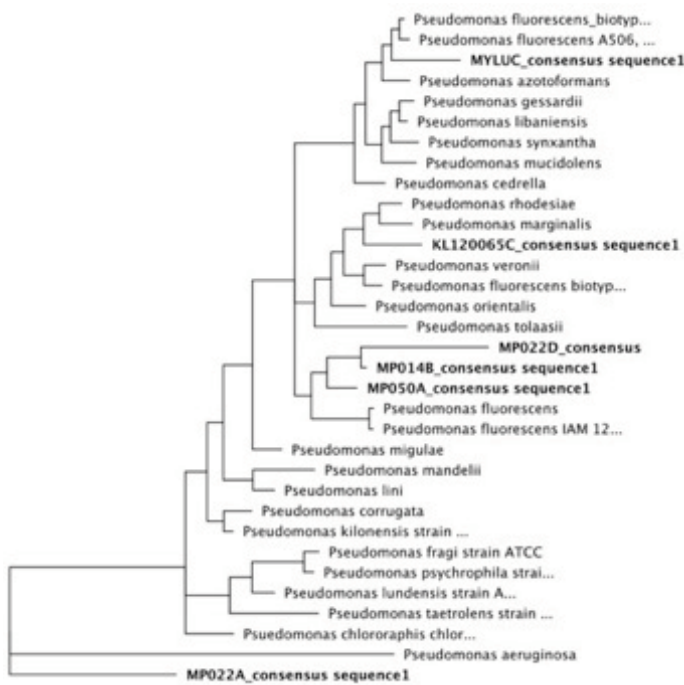 Pseudomonas fluorescens_biotyp...
Pseudomonas fluorescens A506, ...
MYLUC_consensus sequence1
Pseudomonas azotoformans
Pseudomonas gessardii
Pseudomonas libaniensis
Pseudomonas synxantha
Pseudomonas mucidolens
Pseudomonas cedrella
Pseudomonas rhodesiae
Pseudomonas marginalis
KL120065C_consensus sequence1
Pseudomonas veronii
Pseudomonas fluorescens biotyp...
Pseudomonas orientalis
Pseudomonas tolaasii
MP022D_consensus
MP014B_consensus sequence1
MP050A_consensus sequence1
Pseudomonas fluorescens
Pseudomonas fluorescens IAM 12...
Pseudomonas migulae
Pseudomonas mandelii
Pseudomonas lini
Pseudomonas corrugata
Pseudomonas kilonensis strain ...
Pseudomonas fragi strain ATCC
Pseudomonas psychrophila strai...
Pseudomonas lundensis strain A...
Pseudomonas taetrolens strain ...
Psuedomonas chlororaphis chlor...
Pseudomonas aeruginosa
MP022A_consensus sequence1